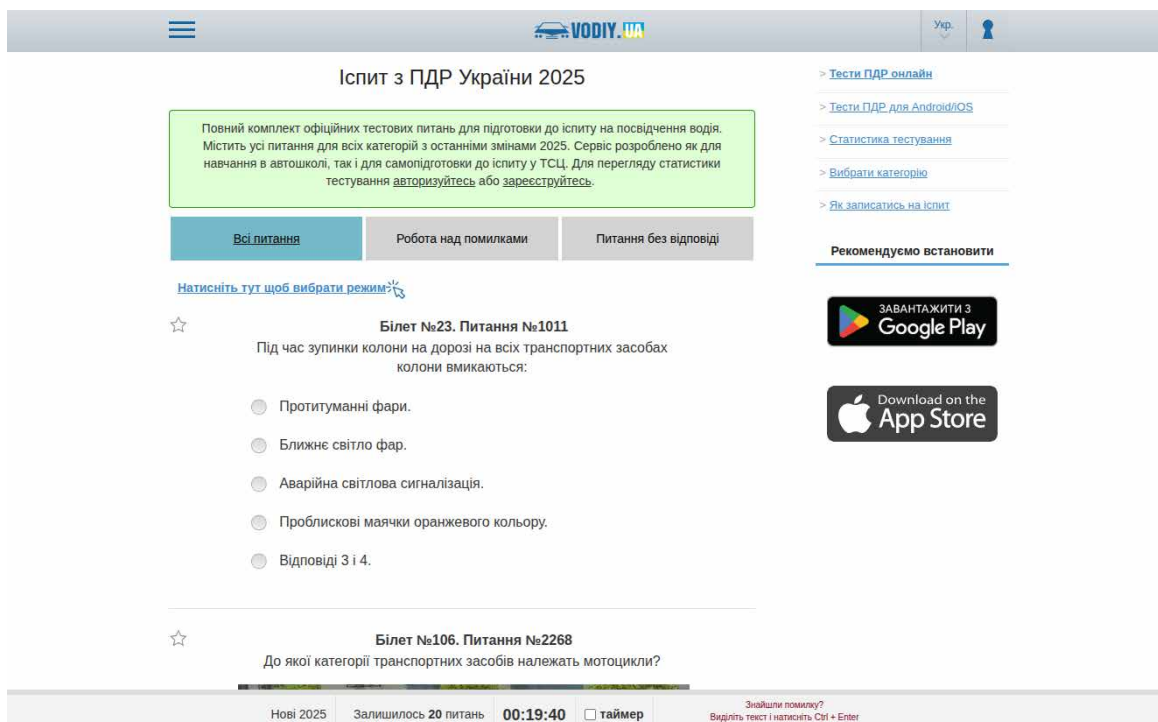 VODIY.UA
Укр.
Іспит з ПДР України 2025
Повний комплект офіційних тестових питань для підготовки до іспиту на посвідчення водія.
Містить усі питання для всіх категорій з останніми змінами 2025. Сервіс розроблено як для
навчання в автошколі, так і для самопідготовки до іспиту у ТСЦ. Для перегляду статистики
тестування авторизуйтесь або зареєструйтесь.
Всі питання
Робота над помилками
Питання без відповіді
Натисніть тут щоб вибрати режим
Білет №23. Питання №1011
Під час зупинки колони на дорозі на всіх транспортних засобах
колони вмикаються:
Протитуманні фари.
Ближнє світло фар.
Аварійна світлова сигналізація.
Проблискові маячки оранжевого кольору.
Відповіді 3 і 4.
Білет №106. Питання №2268
До якої категорії транспортних засобів належать мотоцикли?
> Тести ПДР онлайн
> Тести ПДР для Android/iOS
> Статистика тестування
> Вибрати категорію
> Як записатись на іспит
Рекомендуємо встановити
ЗАВАНТАЖИТИ З
Google Play
Download on the
App Store
Нові 2025
Залишилось 20 питань
00:19:40
таймер
Знайшли помилку?
Виділіть текст і натисніть Ctrl + Enter